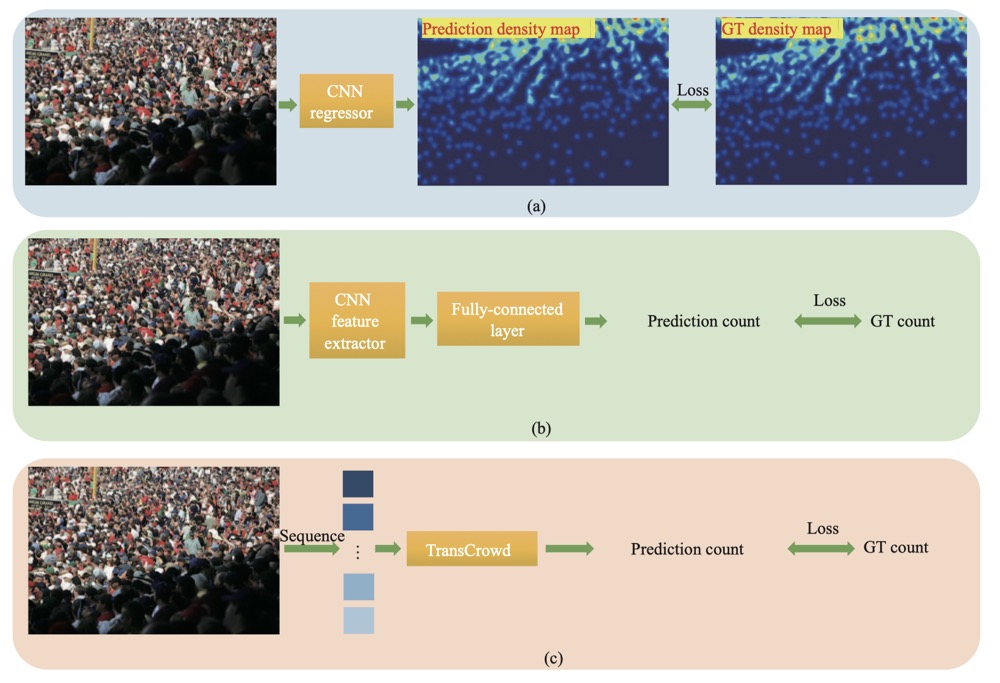 Prediction density map
GT density map
CNN
regressor
Loss
(a)
CNN
feature
extractor
Fully-connected
layer
Prediction count
Loss
GT count
(b)
Sequence
⋮
TransCrowd
Prediction count
Loss
GT count
(c)